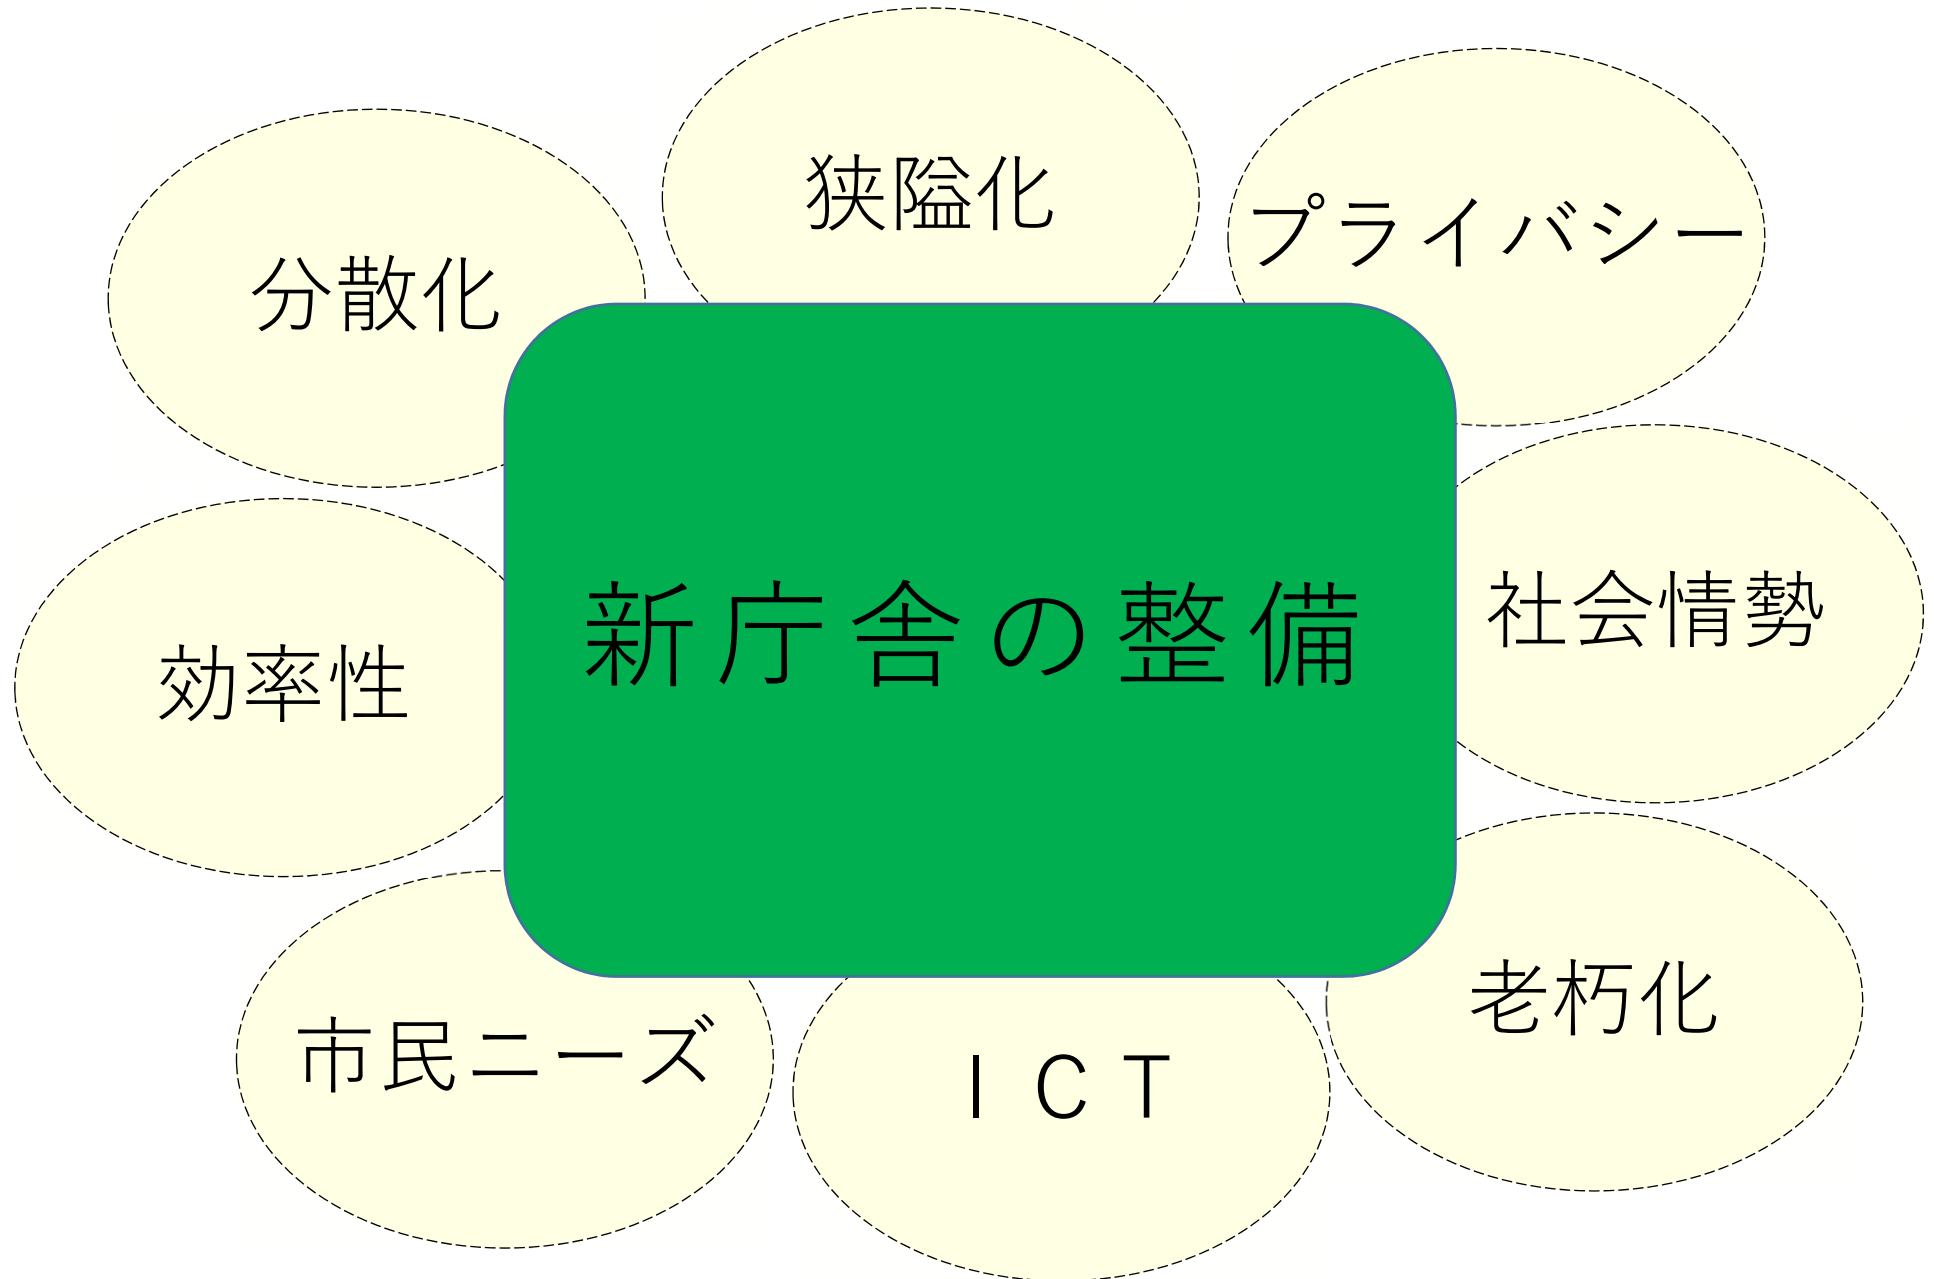 狭隘化
プライバシー
分散化
社会情勢
新庁舎の整備
効率性
老朽化
市民ニーズ
ＩＣＴ